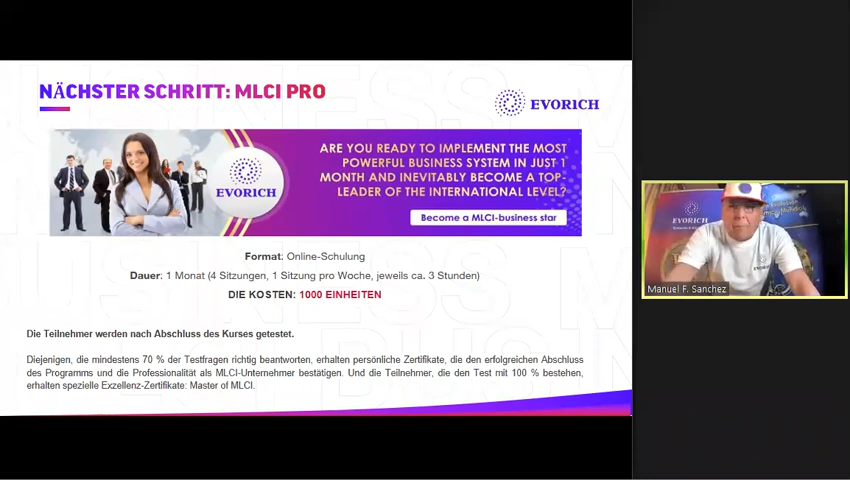 NÄCHSTER SCHRITT: MLCI PRO
EVORICH
ARE YOU READY TO IMPLEMENT THE MOST
POWERFUL BUSINESS SYSTEM IN JUST 1
MONTH AND INEVITABLY BECOME A TOP-
LEADER OF THE INTERNATIONAL LEVEL?
EVORICH
Become a MLCI-business star
Format: Online-Schulung
Dauer: 1 Monat (4 Sitzungen, 1 Sitzung pro Woche, jeweils ca. 3 Stunden)
DIE KOSTEN: 1000 EINHEITEN
Die Teilnehmer werden nach Abschluss des Kurses getestet.
Diejenigen, die mindestens 70 % der Testfragen richtig beantworten, erhalten persönliche Zertifikate, die den erfolgreichen Abschluss
des Programms und die Professionalität als MLCI-Unternehmer bestätigen. Und die Teilnehmer, die den Test mit 100 % bestehen,
erhalten spezielle Exzellenz-Zertifikate: Master of MLCI.
EVORICH
Manuel F. Sanchez